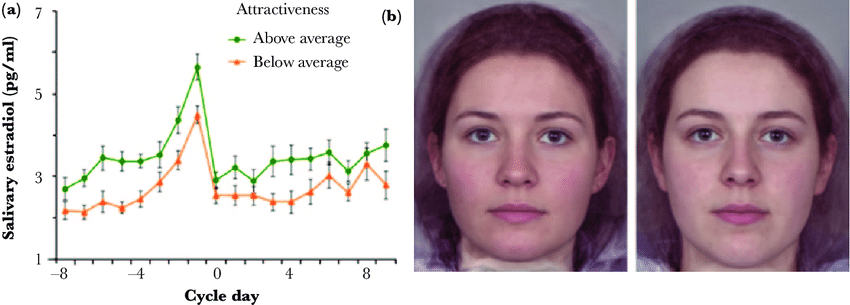 (a)
Attractiveness
Above average
Below average
Salivary estradiol (pg/ml)
7
5
3
1
–8
–4
0
4
8
Cycle day
(b)